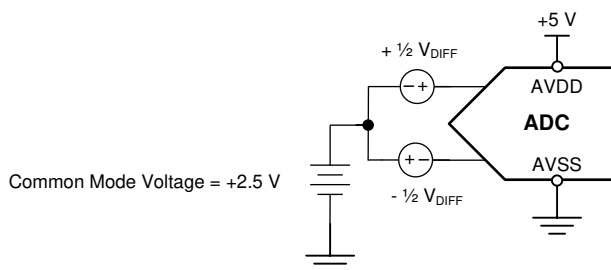 +5 V
+ ½ V_DIFF
AVDD
ADC
AVSS
Common Mode Voltage = +2.5 V
- ½ V_DIFF